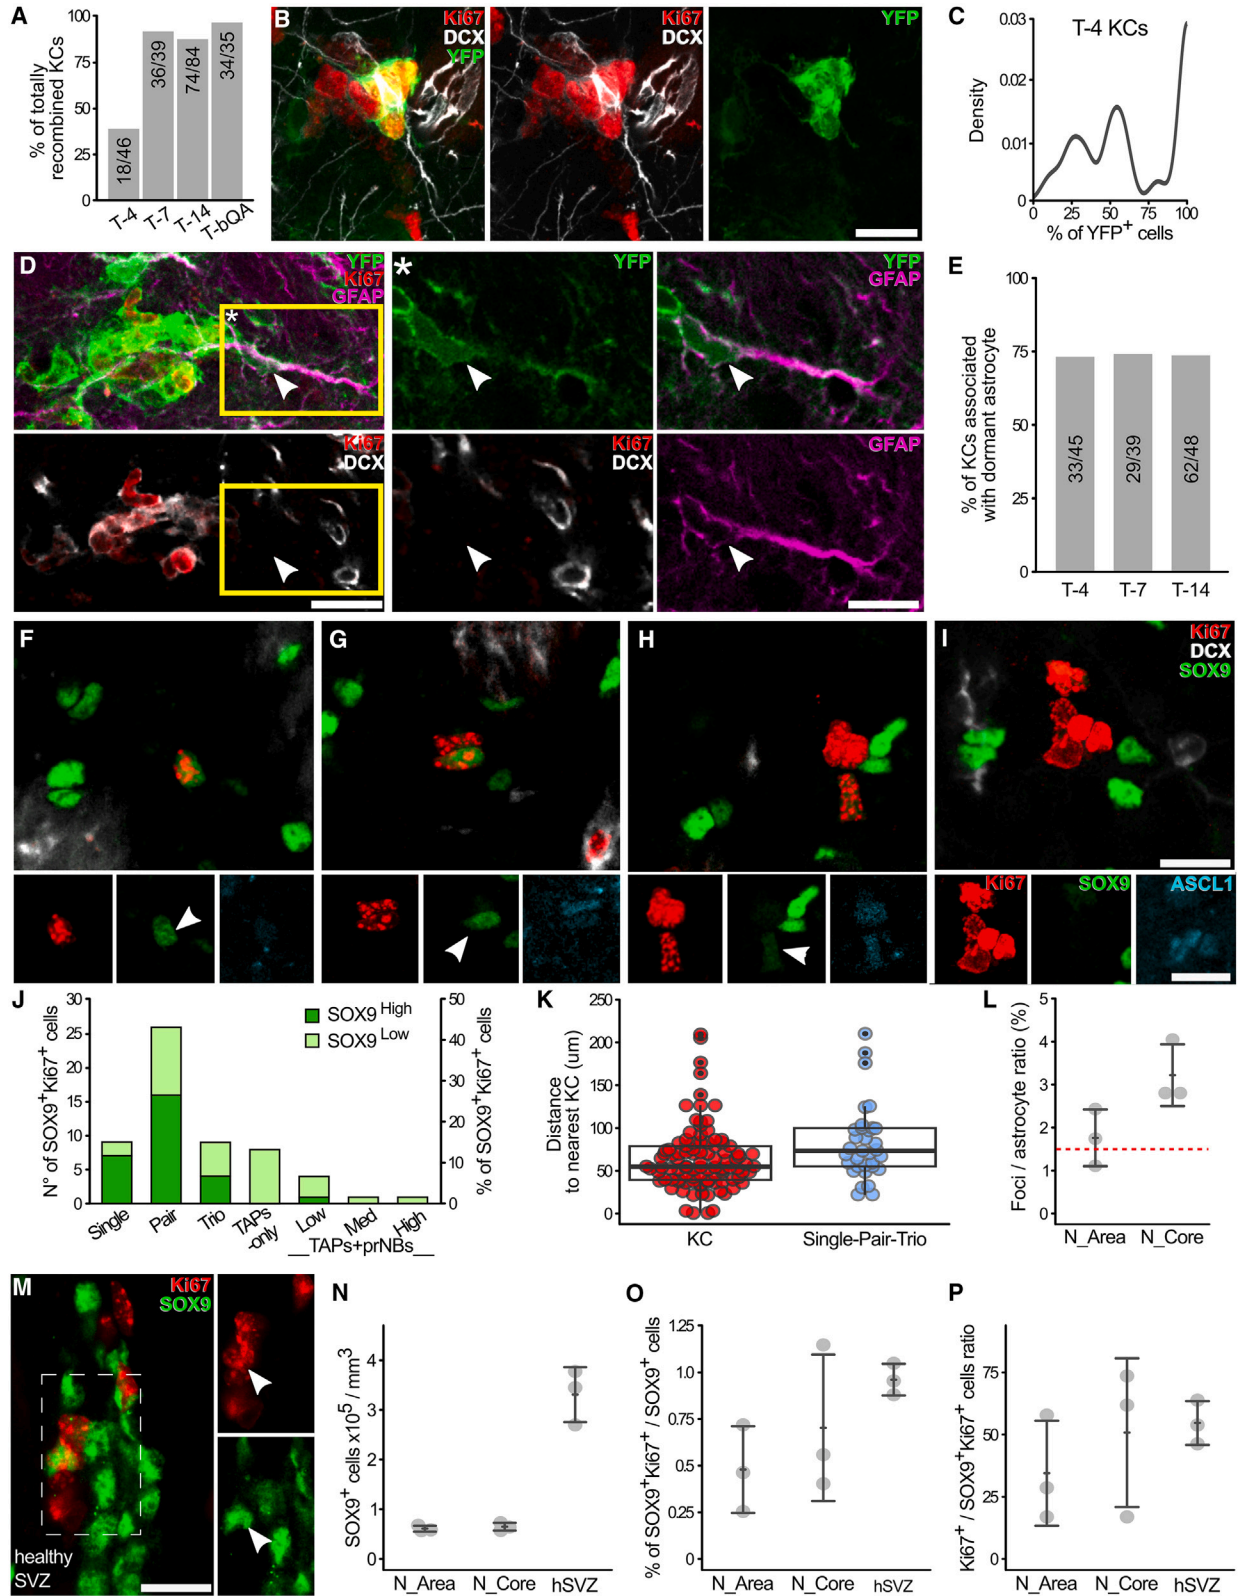 A
% of totally
recombined KCs
100
75
50
25
0
18/46
36/39
74/84
34/35
T-4
T-7
T-14
T-bQA
B
Ki67
DCX
YFP
Ki67
DCX
YFP
C
T-4 KCs
Density
0.03
0.02
0.01
0
0
25
50
75
100
% of YFP+ cells
D
YFP
Ki67
GFAP
*
*
YFP
YFP
GFAP
Ki67
DCX
Ki67
DCX
GFAP
E
% of KCs associated
with dormant astrocyte
100
75
50
25
0
33/45
29/39
62/48
T-4
T-7
T-14
F
G
H
I
Ki67
DCX
SOX9
Ki67
SOX9
ASCL1
J
N° of SOX9+Ki67+ cells
30
25
20
15
10
5
0
SOX9 High
SOX9 Low
50
40
30
20
10
0
% of SOX9+Ki67+ cells
Single
Pair
Trio
TAPs
-only
Low
Med
High
__TAPs+prNBs__
K
Distance
to nearest KC (um)
250
200
150
100
50
0
KC
Single-Pair-Trio
L
Foci / astrocyte ratio (%)
5
4
3
2
1
0
N_Area
N_Core
M
Ki67
SOX9
healthy
SVZ
N
SOX9+ cells x10⁵ / mm³
4
3
2
1
0
N_Area
N_Core
hSVZ
O
% of SOX9+Ki67+ / SOX9+ cells
1.25
1.0
0.75
0.5
0.25
0
N_Area
N_Core
hSVZ
P
Ki67+ / SOX9+Ki67+ cells ratio
75
50
25
0
N_Area
N_Core
hSVZ